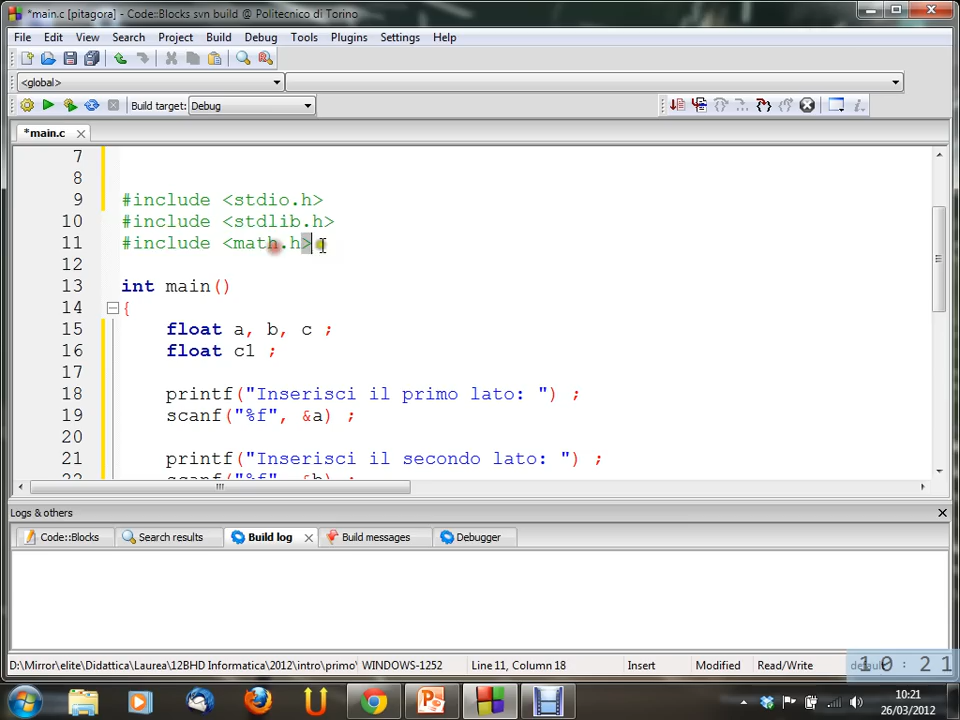 *main.c [pitagora] - Code::Blocks svn build @ Politecnico di Torino
File Edit View Search Project Build Debug Tools Plugins Settings Help
<global>
Build target: Debug
*main.c
7
8
9 #include <stdio.h>
10 #include <stdlib.h>
11 #include <math.h>
12
13 int main()
14 {
15 float a, b, c ;
16 float c1 ;
17
18 printf("Inserisci il primo lato: ") ;
19 scanf("%f", &a) ;
20
21 printf("Inserisci il secondo lato: ") ;
22 scanf("%f", &b) ;
Logs & others
Code::Blocks Search results Build log Build messages Debugger
D:\Mirror\elite\Didattica\Laurea\12BHD Informatica\2012\intro\primo' WINDOWS-1252 Line 11, Column 18 Insert Modified Read/Write default
10:21
10:21
26/03/2012